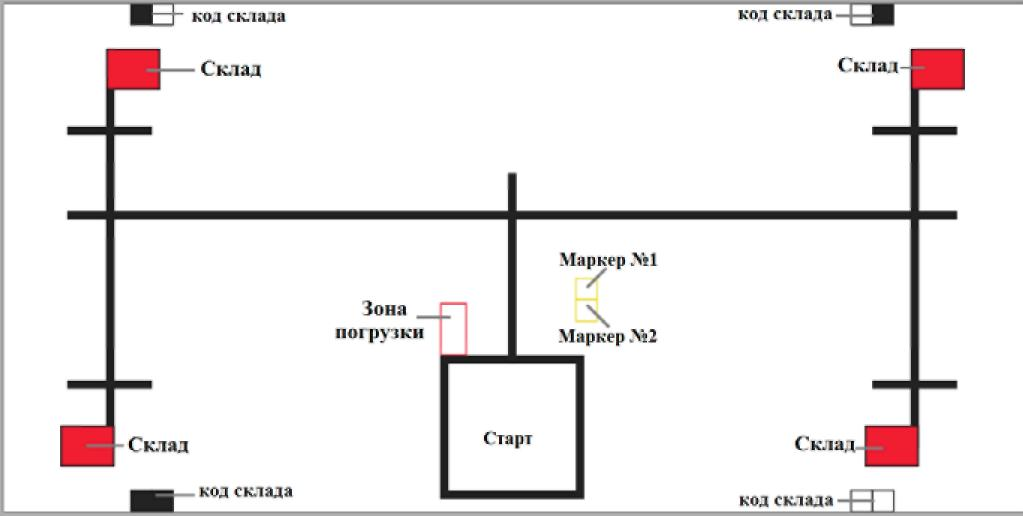 код склада
код склада
Склад
Склад
Маркер №1
Зона
погрузки
Маркер №2
Старт
Склад
Склад
код склада
код склада